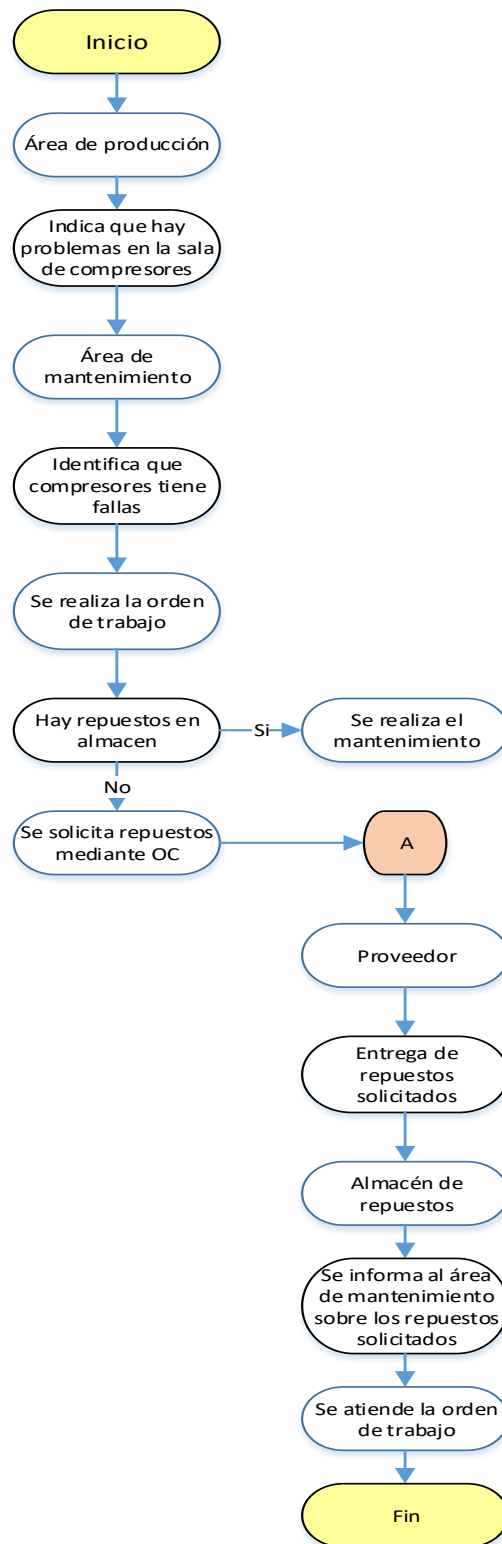 Inicio
Área de producción
Indica que hay
problemas en la sala
de compresores
Área de
mantenimiento
Identifica que
compresores tiene
fallas
Se realiza la orden
de trabajo
Hay repuestos en
almacen
Si
Se realiza el
mantenimiento
No
Se solicita repuestos
mediante OC
A
Proveedor
Entrega de
repuestos
solicitados
Almacén de
repuestos
Se informa al área
de mantenimiento
sobre los repuestos
solicitados
Se atiende la orden
de trabajo
Fin